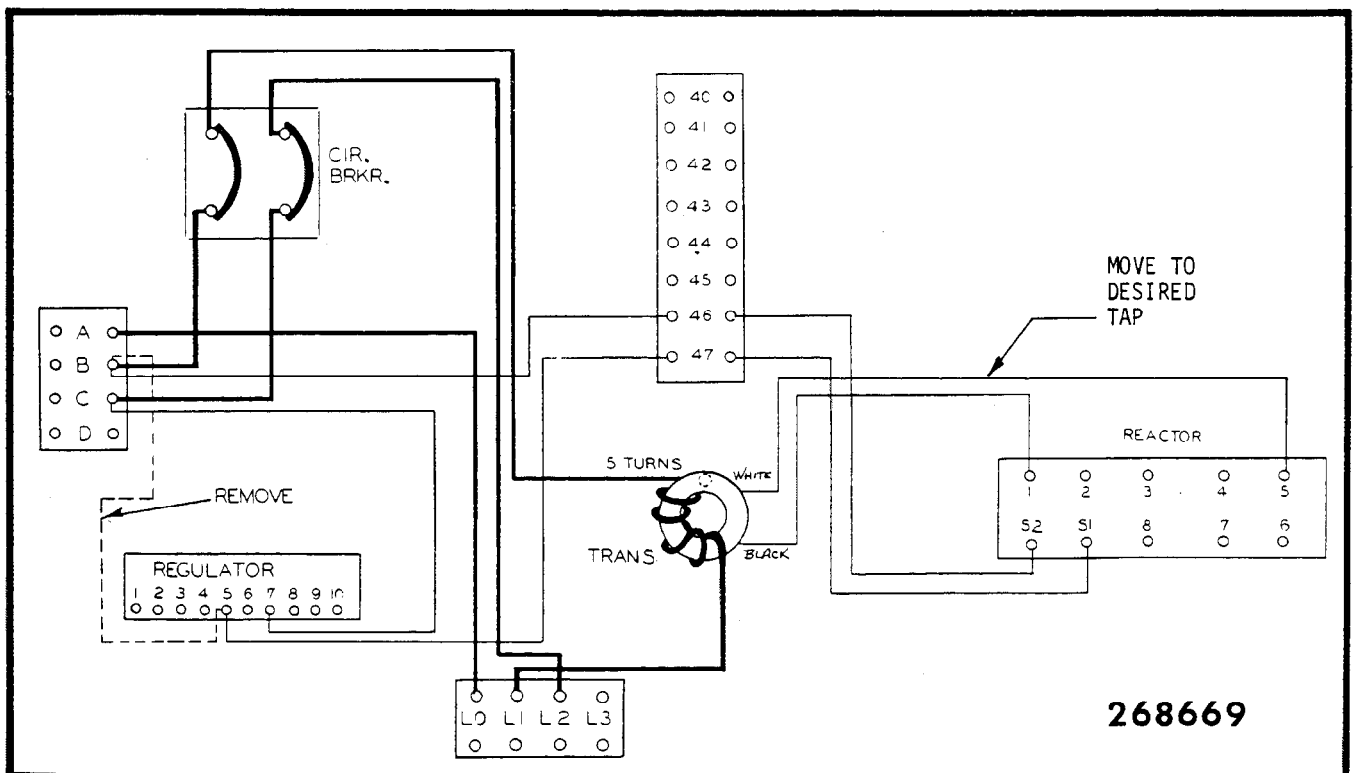 CIR.
BRKR.
40
41
42
43
44
45
46
47
MOVE TO
DESIRED
TAP
A
B
C
D
REMOVE
REGULATOR
1 2 3 4 5 6 7 8 9 10
5 TURNS
WHITE
TRANS.
BLACK
REACTOR
1 2 3 4 5
S2 S1 8 7 6
L0 L1 L2 L3
268669